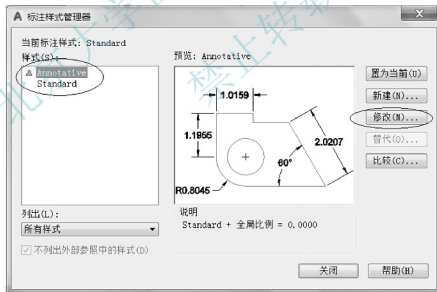 标注样式管理器
当前标注样式: Standard
样式(S):
Annotative
Standard
预览: Annotative
1.0159
1.1955
2.0207
60°
R0.8045
置为当前(U)
新建(N)...
修改(M)...
替代(O)...
比较(C)...
列出(L):
所有样式
不列出外部参照中的样式(D)
说明
Standard + 全局比例 = 0.0000
关闭
帮助(H)